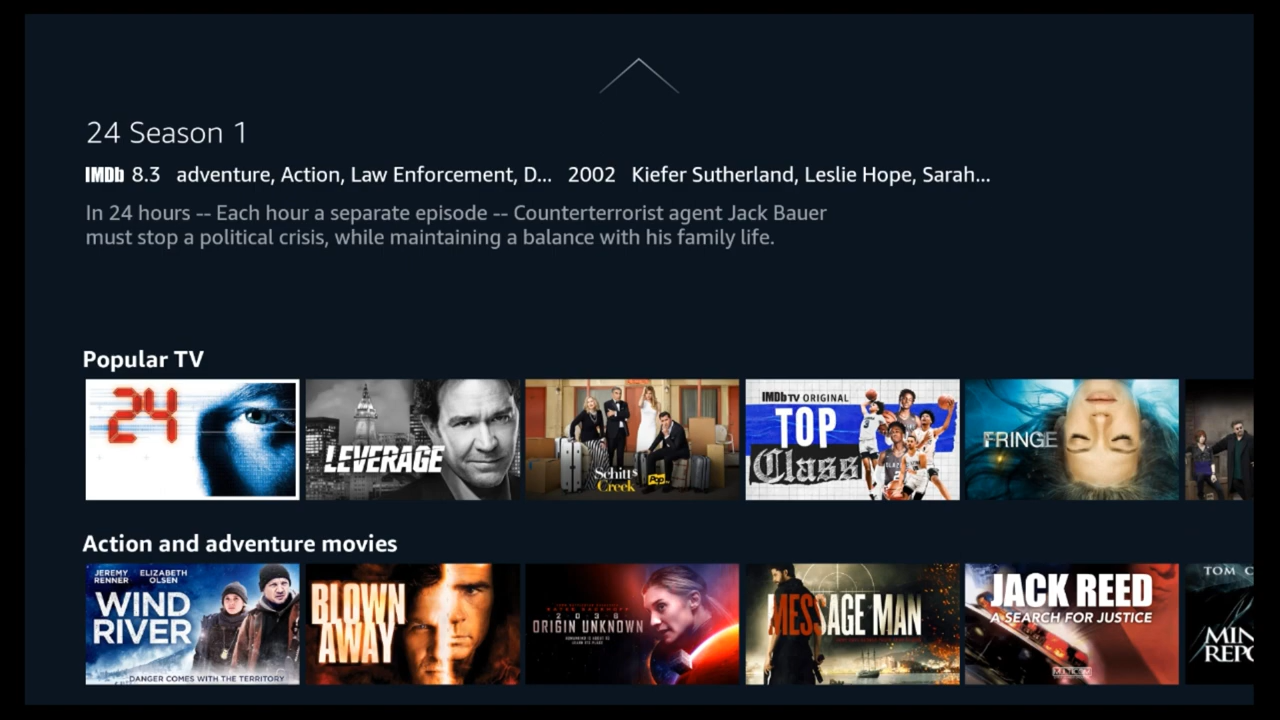 24 Season 1
IMDb 8.3 adventure, Action, Law Enforcement, D... 2002 Kiefer Sutherland, Leslie Hope, Sarah...
In 24 hours -- Each hour a separate episode -- Counterterrorist agent Jack Bauer
must stop a political crisis, while maintaining a balance with his family life.
Popular TV
24
LEVERAGE
Schitt's
Creek
Pop
IMDb TV ORIGINAL
TOP
Class
FRINGE
Action and adventure movies
JEREMY RENNER ELIZABETH OLSEN
WIND
RIVER
DANGER COMES WITH THE TERRITORY
BLOWN
AWAY
2036
ORIGIN UNKNOWN
MESSAGE MAN
JACK REED
A SEARCH FOR JUSTICE
MULTICOM
TOM C
MIN
REPO